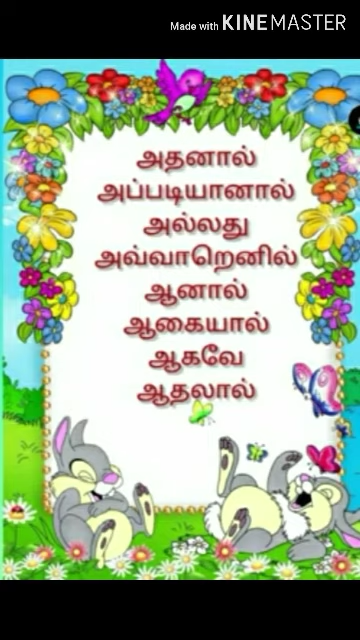 Made with KINEMASTER
அதனால்
அப்படியானால்
அல்லது
அவ்வாறெனில்
ஆனால்
ஆகையால்
ஆகவே
ஆதலால்